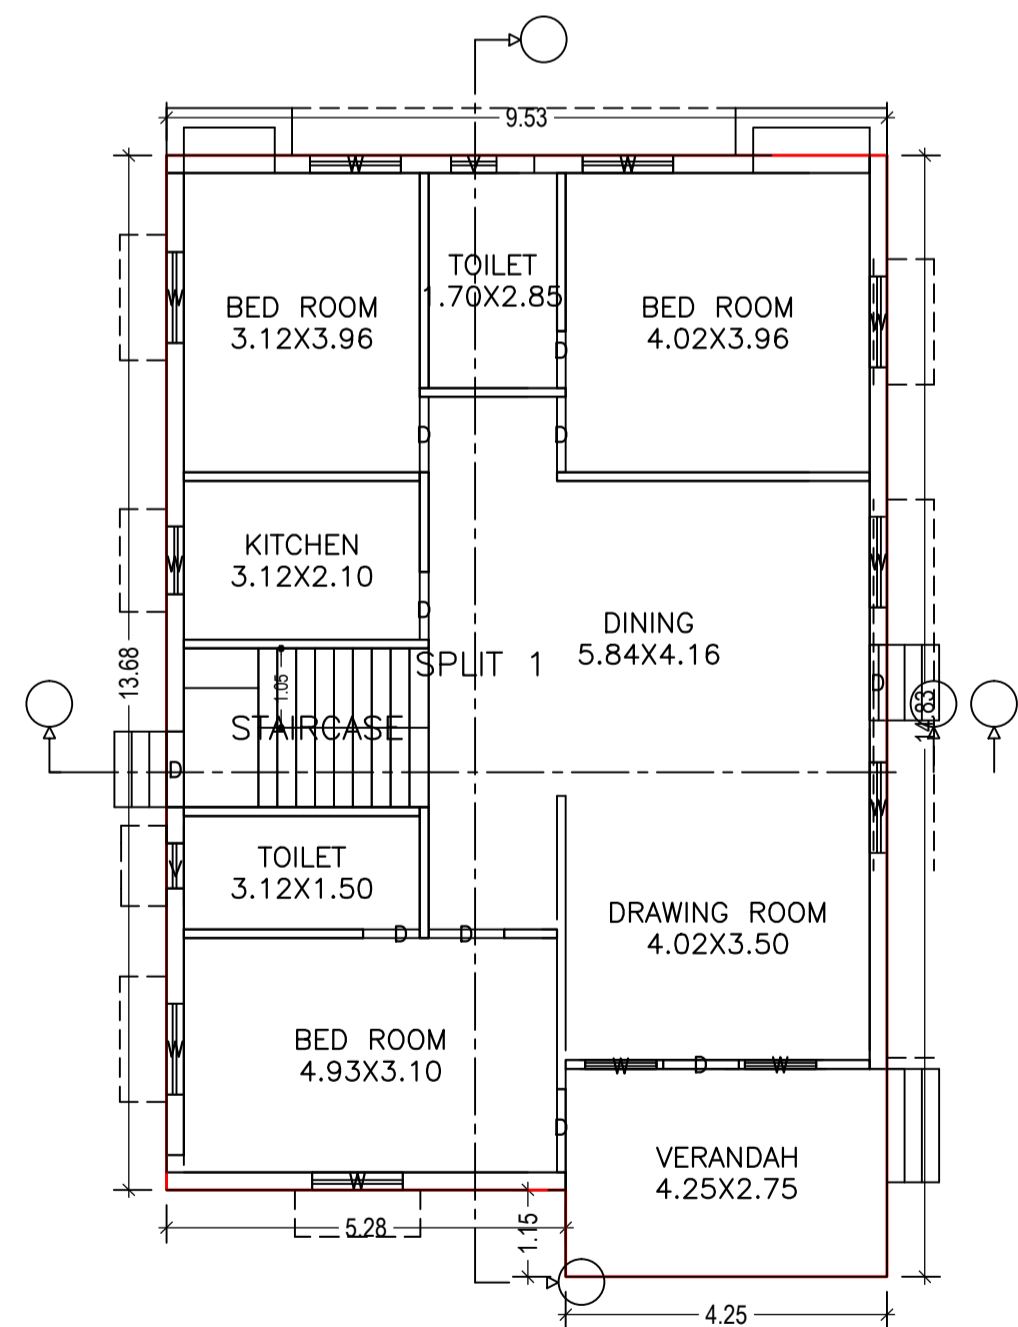 9.53
W
V
W
TOILET
1.70X2.85
BED ROOM
3.12X3.96
BED ROOM
4.02X3.96
W
W
D
D
D
KITCHEN
3.12X2.10
W
W
D
DINING
5.84X4.16
SPLIT 1
13.68
1.05
D
14.83
STAIRCASE
D
W
TOILET
3.12X1.50
V
DRAWING ROOM
4.02X3.50
D
D
BED ROOM
4.93X3.10
W
W
D
W
D
VERANDAH
4.25X2.75
W
5.28
1.15
4.25